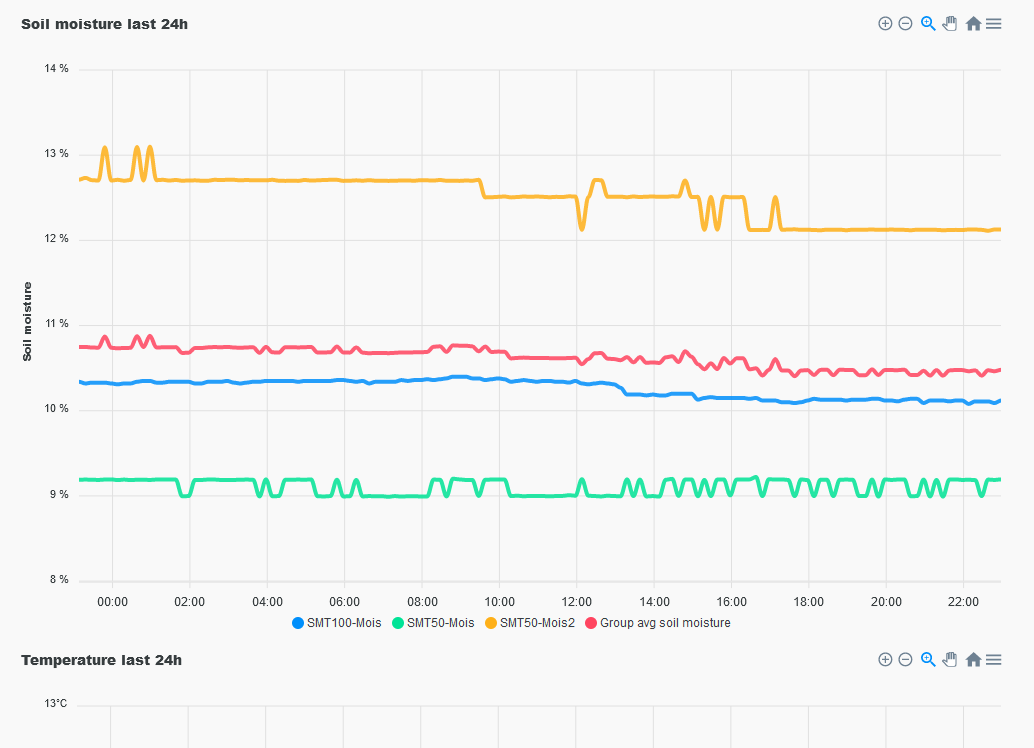 Soil moisture last 24h
14 %
13 %
12 %
11 %
10 %
9 %
8 %
Soil moisture
00:00 02:00 04:00 06:00 08:00 10:00 12:00 14:00 16:00 18:00 20:00 22:00
SMT100-Mois SMT50-Mois SMT50-Mois2 Group avg soil moisture
Temperature last 24h
13°C